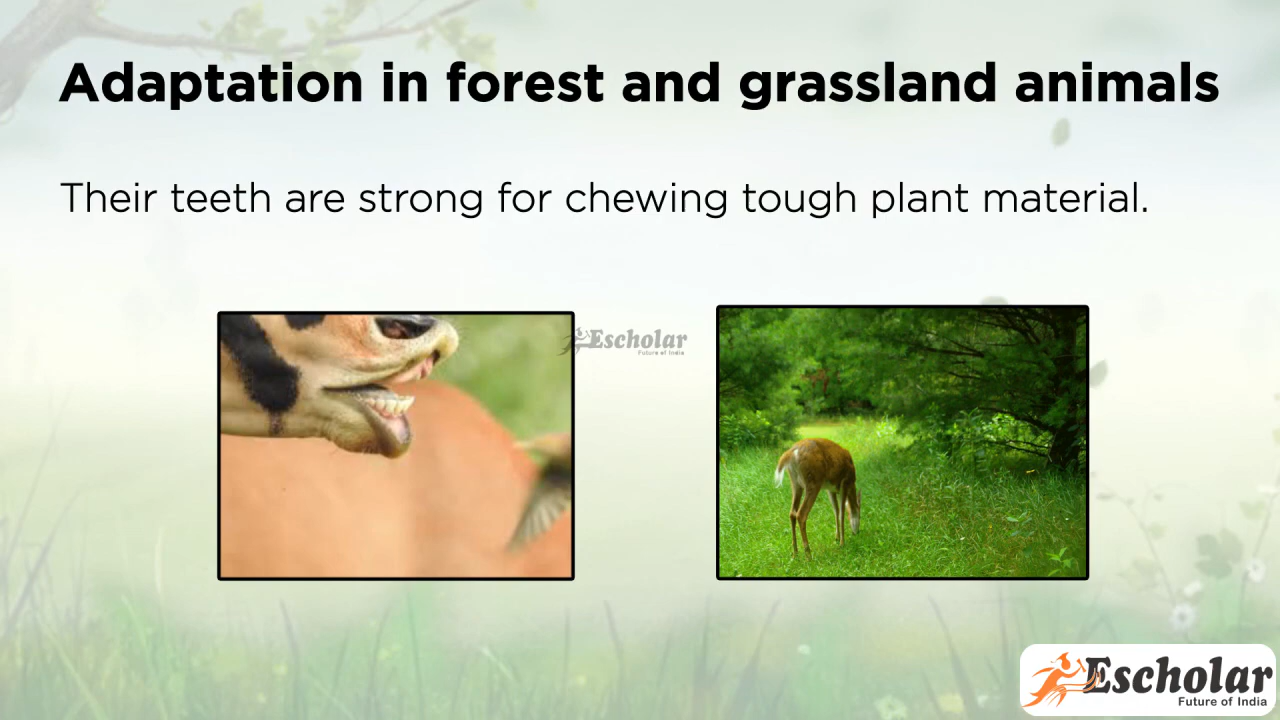 Adaptation in forest and grassland animals
Their teeth are strong for chewing tough plant material.
Escholar
Future of India
Escholar
Future of India